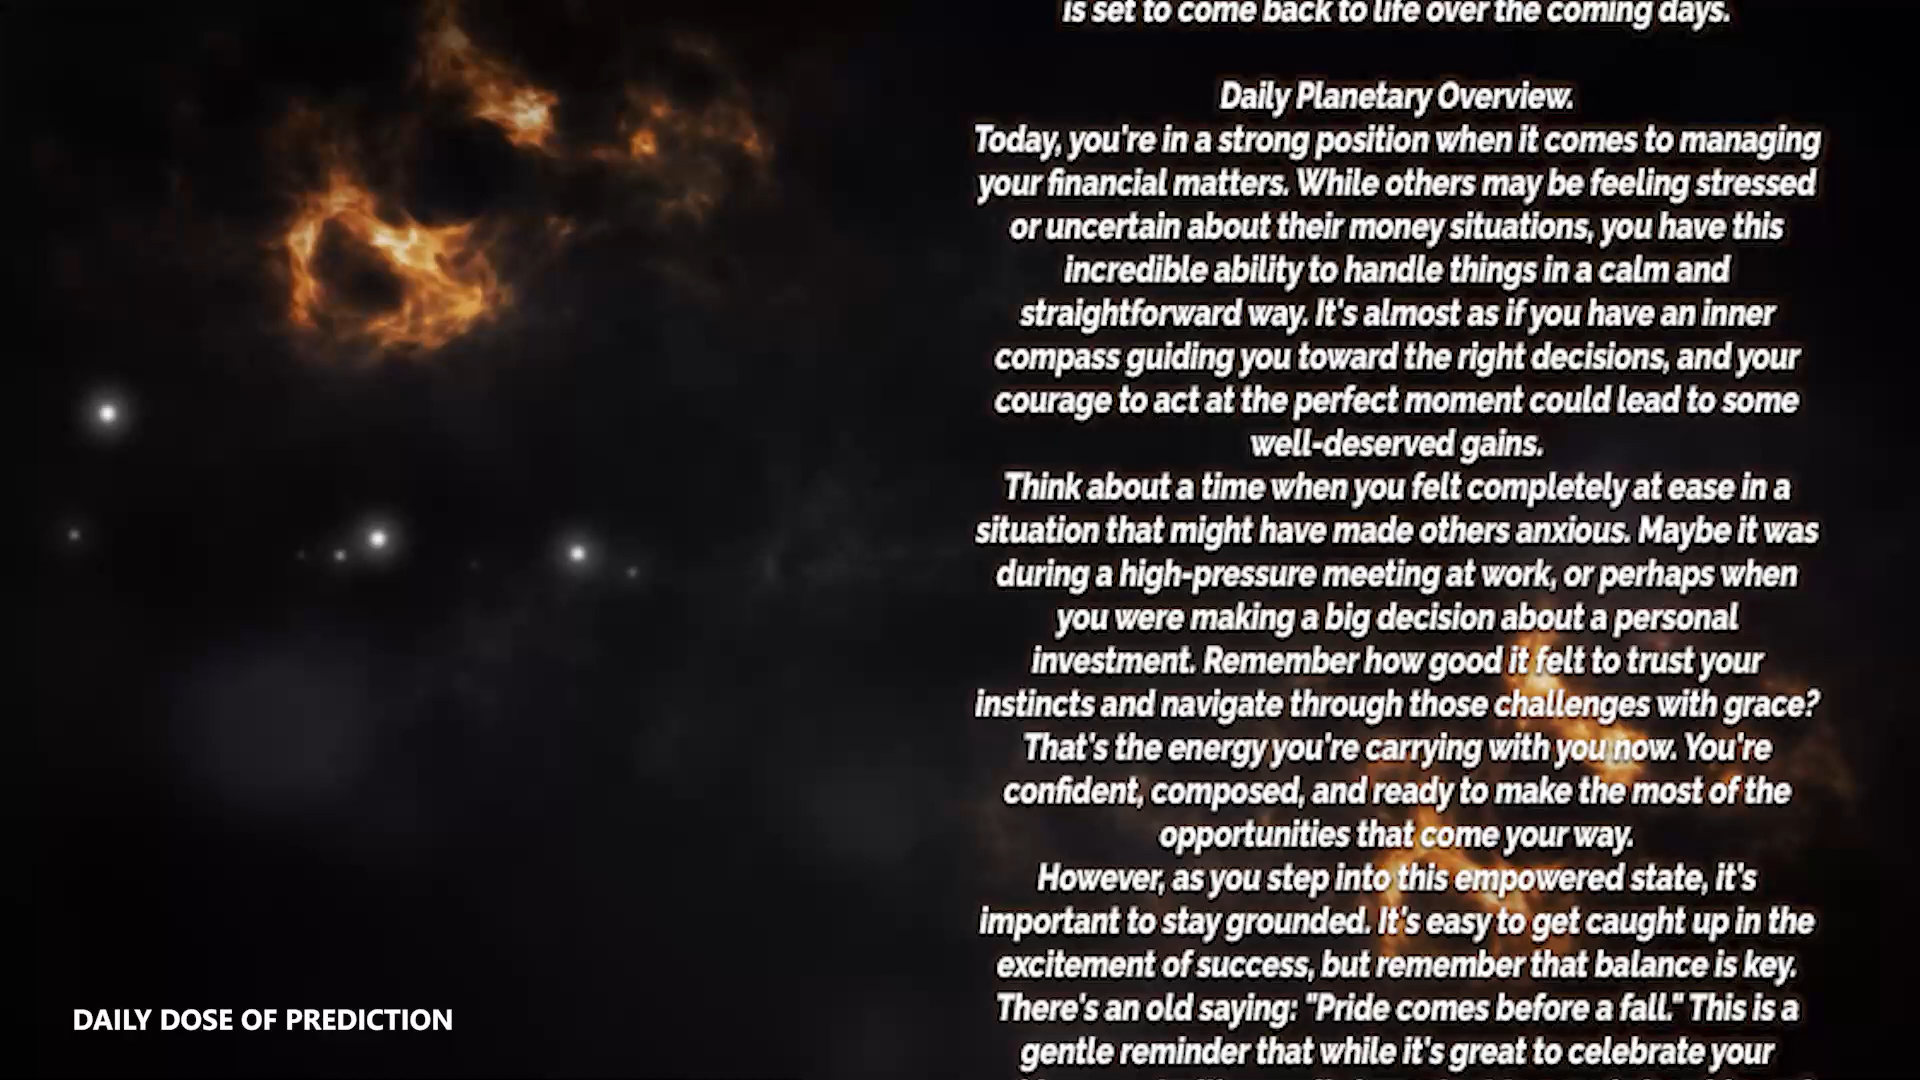 is set to come back to life over the coming days.
Daily Planetary Overview.
Today, you're in a strong position when it comes to managing
your financial matters. While others may be feeling stressed
or uncertain about their money situations, you have this
incredible ability to handle things in a calm and
straightforward way. It's almost as if you have an inner
compass guiding you toward the right decisions, and your
courage to act at the perfect moment could lead to some
well-deserved gains.
Think about a time when you felt completely at ease in a
situation that might have made others anxious. Maybe it was
during a high-pressure meeting at work, or perhaps when
you were making a big decision about a personal
investment. Remember how good it felt to trust your
instincts and navigate through those challenges with grace?
That's the energy you're carrying with you now. You're
confident, composed, and ready to make the most of the
opportunities that come your way.
However, as you step into this empowered state, it's
important to stay grounded. It's easy to get caught up in the
excitement of success, but remember that balance is key.
There's an old saying: "Pride comes before a fall." This is a
gentle reminder that while it's great to celebrate your
DAILY DOSE OF PREDICTION